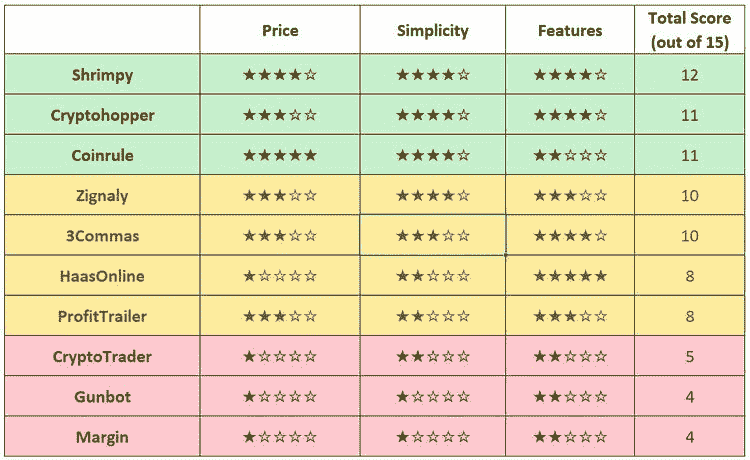 Price Simplicity Features Total Score
(out of 15)
Shrimpy ★★★★☆ ★★★★☆ ★★★★☆ 12
Cryptohopper ★★★☆☆ ★★★★☆ ★★★★☆ 11
Coinrule ★★★★★ ★★★★☆ ★★☆☆☆ 11
Zignaly ★★★☆☆ ★★★★☆ ★★★☆☆ 10
3Commas ★★★☆☆ ★★★☆☆ ★★★★☆ 10
HaasOnline ★☆☆☆☆ ★★☆☆☆ ★★★★★ 8
ProfitTrailer ★★★☆☆ ★★☆☆☆ ★★★☆☆ 8
CryptoTrader ★☆☆☆☆ ★★☆☆☆ ★★☆☆☆ 5
Gunbot ★☆☆☆☆ ★☆☆☆☆ ★★☆☆☆ 4
Margin ★☆☆☆☆ ★☆☆☆☆ ★★☆☆☆ 4